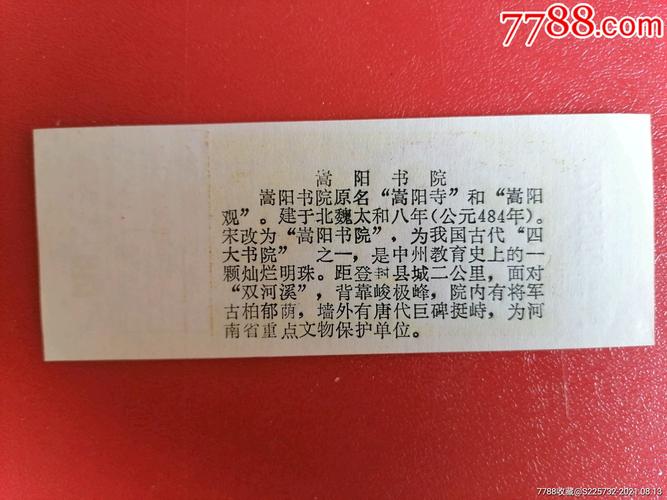 7788.com
嵩阳书院
嵩阳书院原名“嵩阳寺”和“嵩阳
观”。建于北魏太和八年(公元484年)。
宋改为“嵩阳书院”,为我国古代“四
大书院” 之一,是中州教育史上的一
颗灿烂明珠。距登封县城二公里,面对
“双河溪”,背靠峻极峰,院内有将军
古柏郁荫,墙外有唐代巨碑挺峙,为河
南省重点文物保护单位。
7788收藏@S225732-2021.08.13